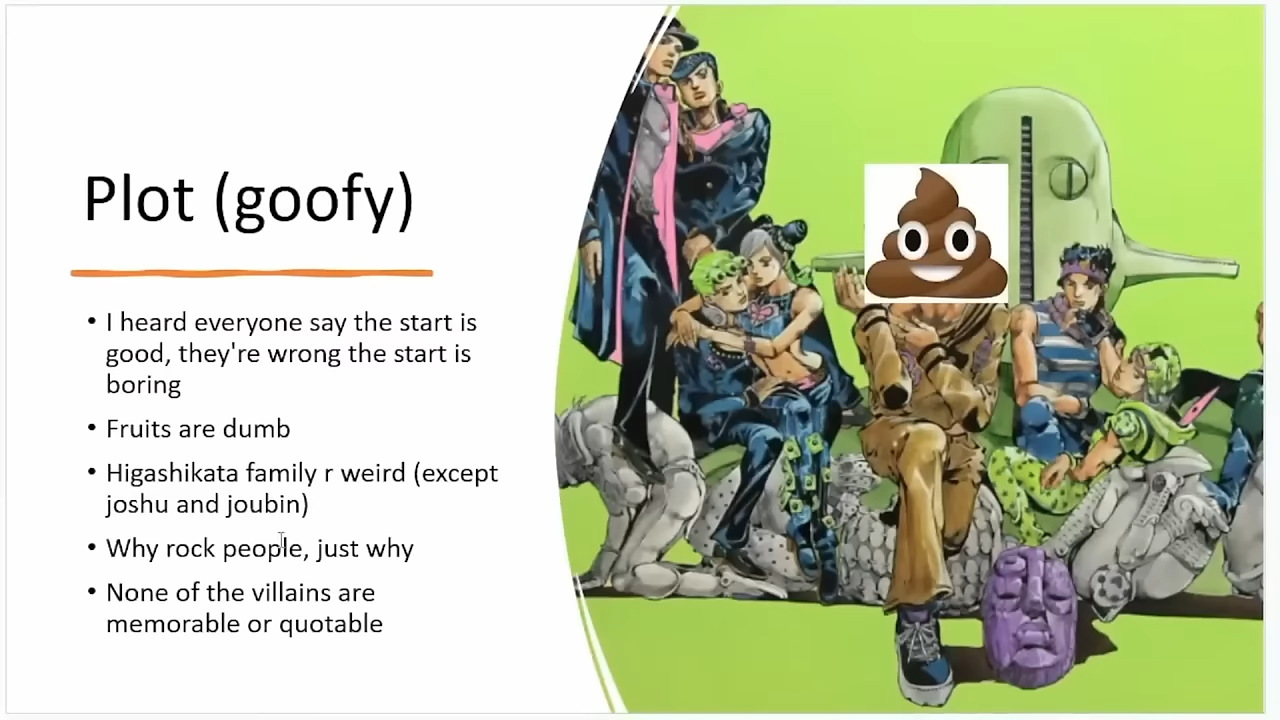 Plot (goofy)
• I heard everyone say the start is
good, they're wrong the start is
boring
• Fruits are dumb
• Higashikata family r weird (except
joshu and joubin)
• Why rock people, just why
• None of the villains are
memorable or quotable